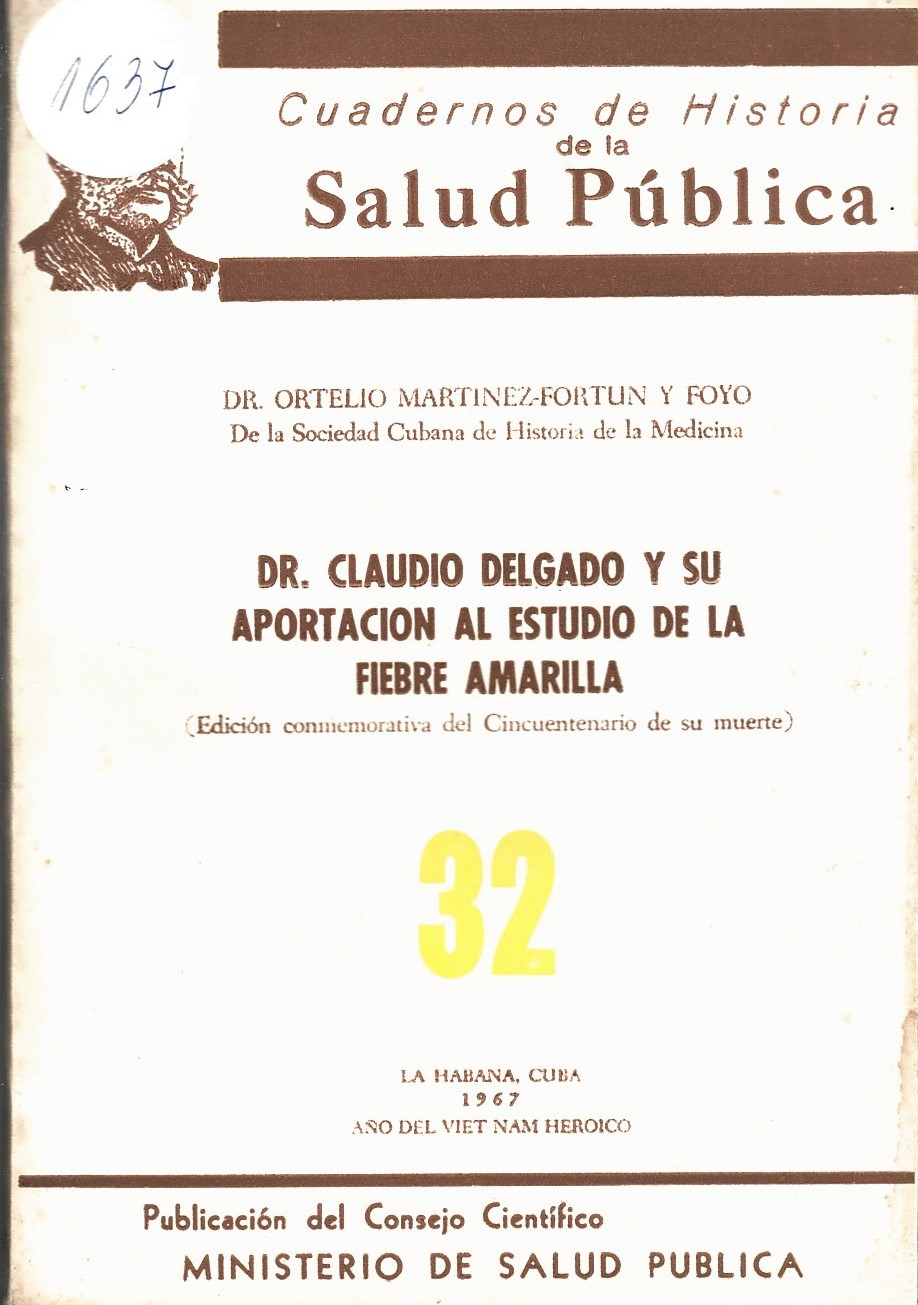 1637
Cuadernos de Historia
de la
Salud Pública
DR. ORTELIO MARTINEZ-FORTUN Y FOYO
De la Sociedad Cubana de Historia de la Medicina
DR. CLAUDIO DELGADO Y SU
APORTACION AL ESTUDIO DE LA
FIEBRE AMARILLA
(Edición conmemorativa del Cincuentenario de su muerte)
32
LA HABANA, CUBA
1967
AÑO DEL VIET NAM HEROICO
Publicación del Consejo Científico
MINISTERIO DE SALUD PUBLICA